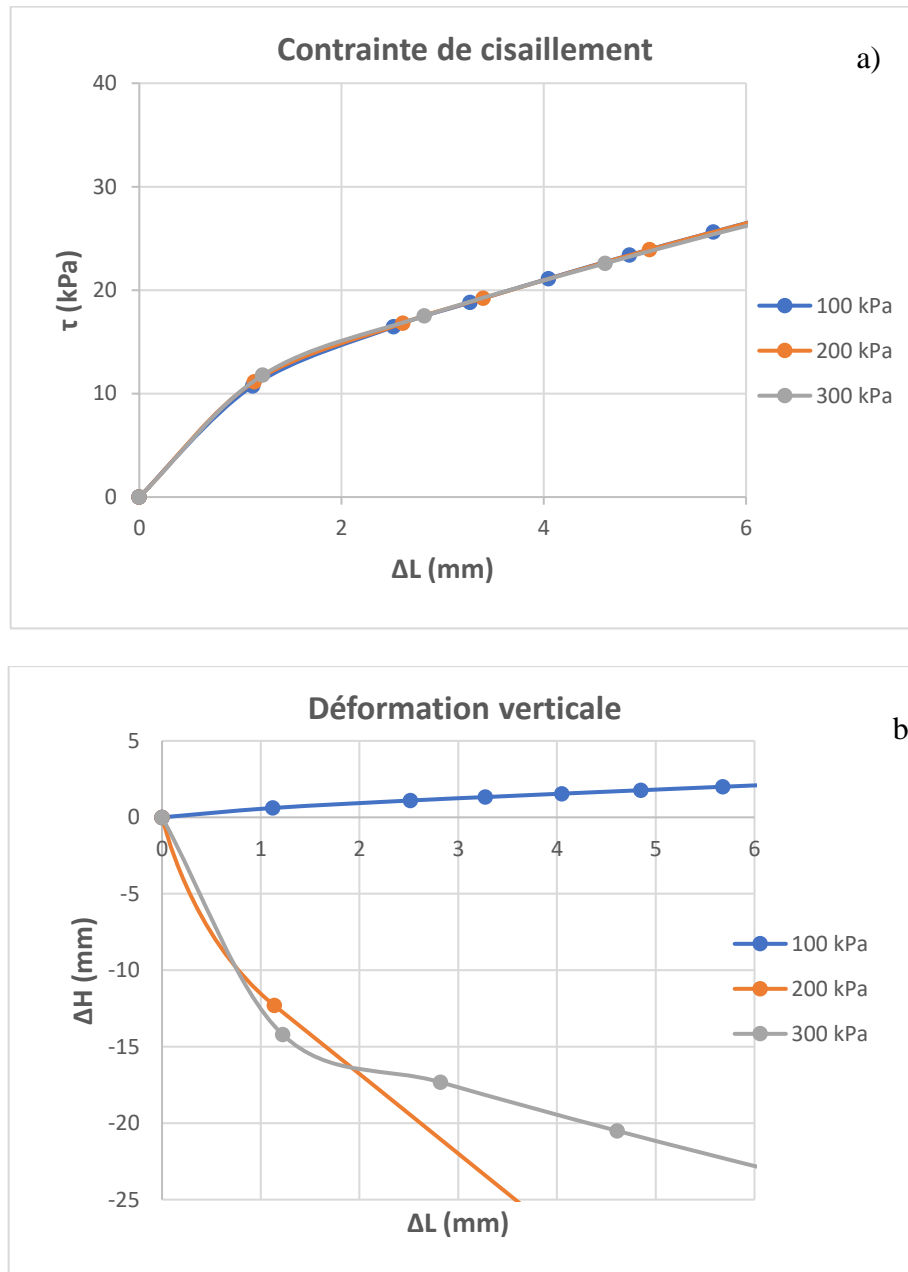 Contrainte de cisaillement
a)
40
30
20
10
0
τ (kPa)
0 2 4 6
ΔL (mm)
100 kPa
200 kPa
300 kPa
Déformation verticale
b
5
0
-5
-10
-15
-20
-25
ΔH (mm)
0 1 2 3 4 5 6
ΔL (mm)
100 kPa
200 kPa
300 kPa